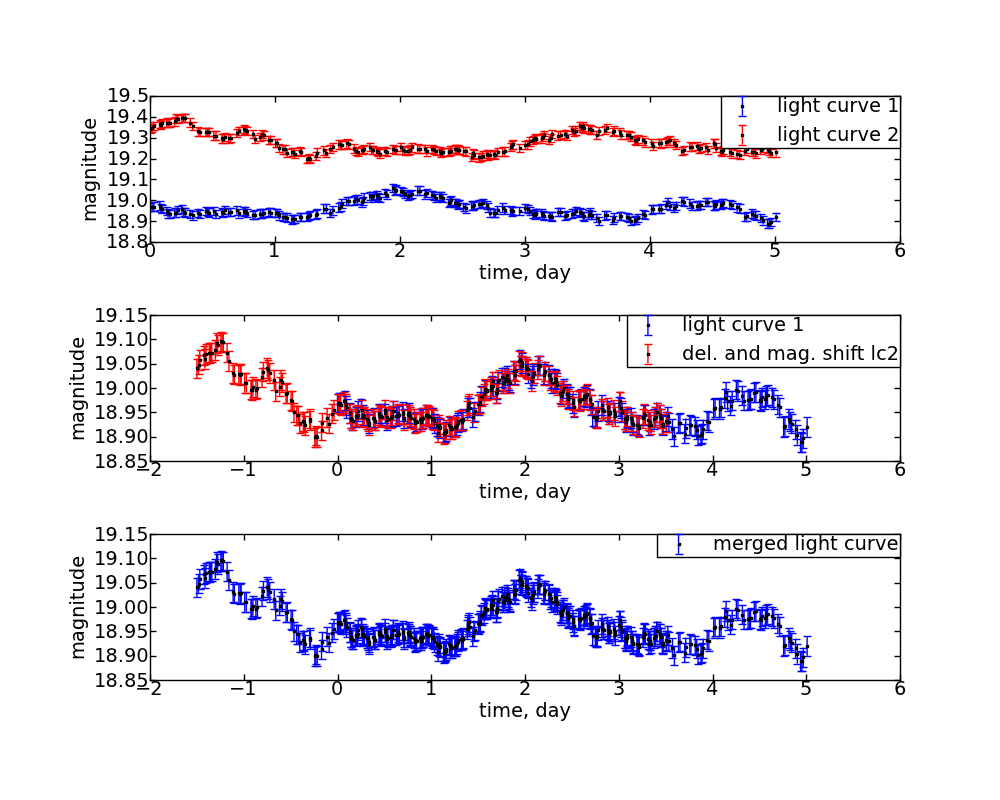 19.5
19.4
19.3
19.2
19.1
19.0
18.9
18.8
magnitude
light curve 1
light curve 2
0 1 2 3 4 5 6
time, day
19.15
19.10
19.05
19.00
18.95
18.90
18.85
magnitude
light curve 1
del. and mag. shift lc2
−2 −1 0 1 2 3 4 5 6
time, day
19.15
19.10
19.05
19.00
18.95
18.90
18.85
magnitude
merged light curve
−2 −1 0 1 2 3 4 5 6
time, day